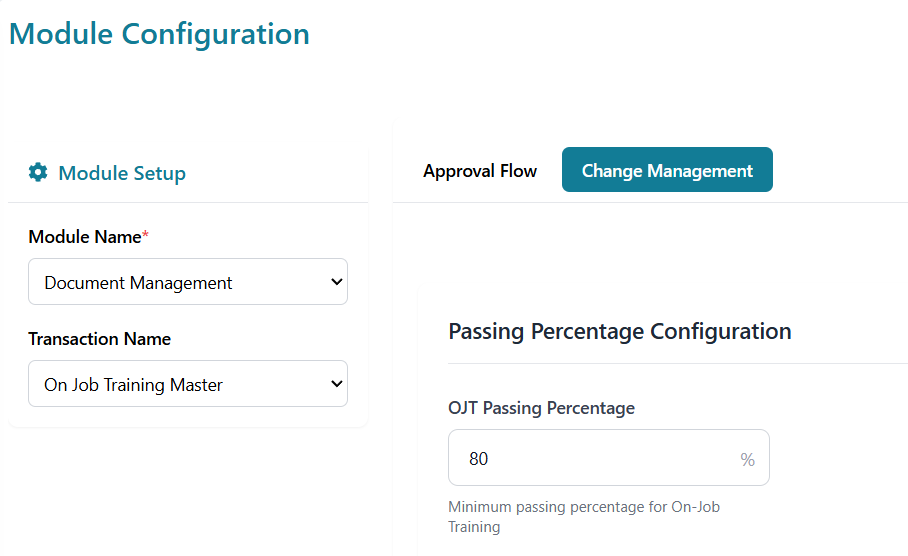 Module Configuration
Module Setup
Module Name*
Document Management
Transaction Name
On Job Training Master
Approval Flow
Change Management
Passing Percentage Configuration
OJT Passing Percentage
80 %
Minimum passing percentage for On-Job
Training